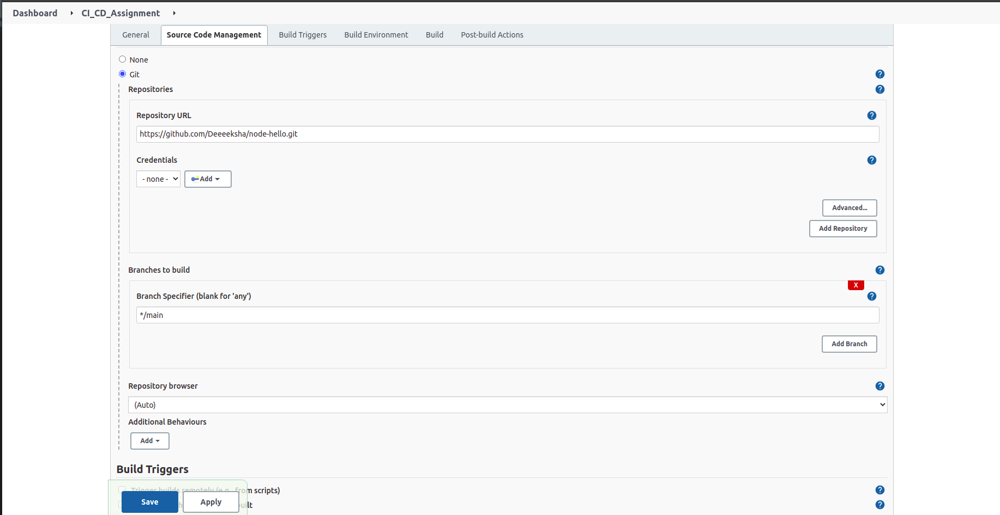 Dashboard CI_CD_Assignment
General Source Code Management Build Triggers Build Environment Build Post-build Actions
None
Git
Repositories
Repository URL
https://github.com/Deeeeksha/node-hello.git
Credentials
- none - Add
Advanced...
Add Repository
Branches to build
X
Branch Specifier (blank for 'any')
*/main
Add Branch
Repository browser
(Auto)
Additional Behaviours
Add
Build Triggers
Trigger builds remotely (e.g., from scripts)
Save Apply